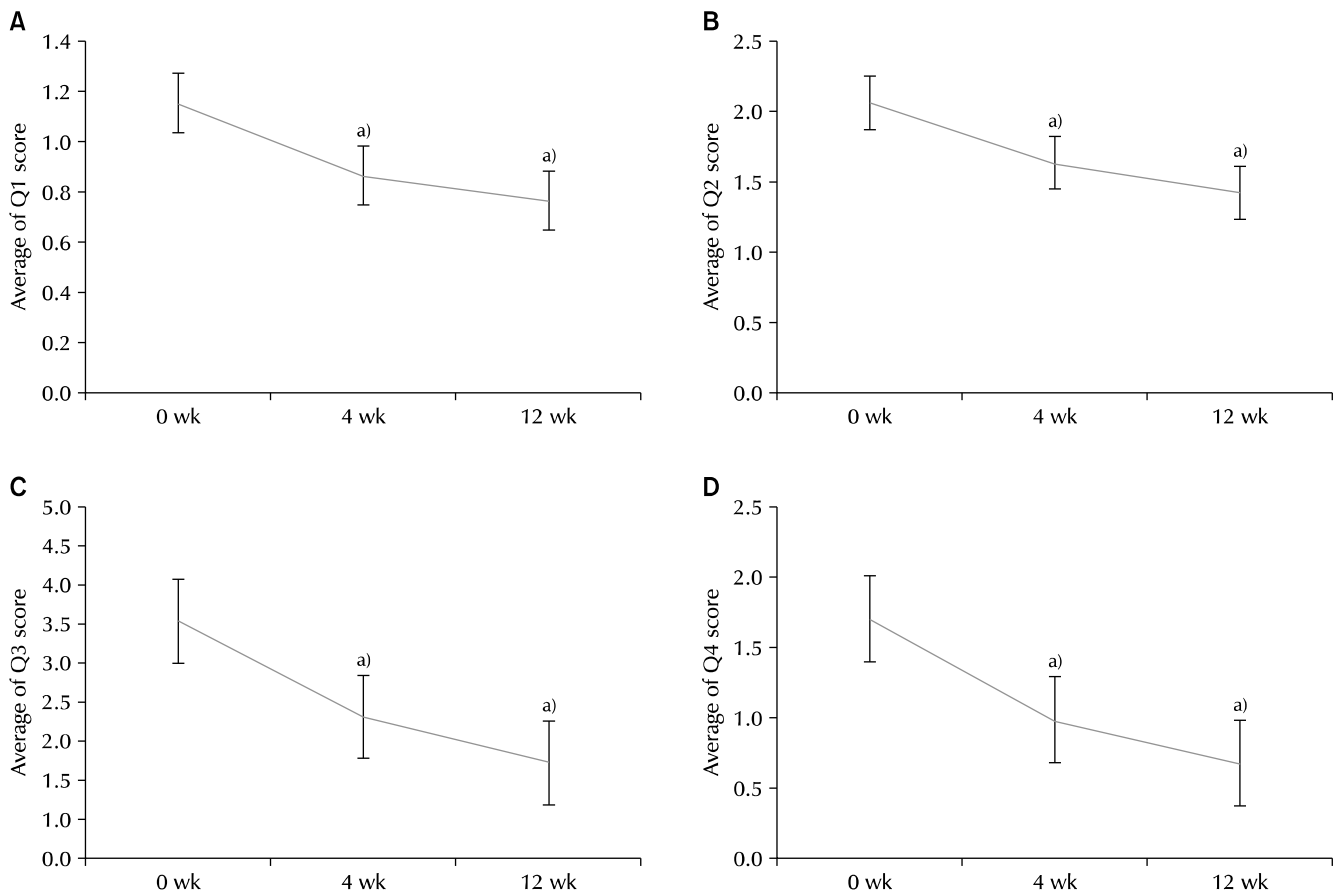 A
Average of Q1 score
1.4
1.2
1.0
0.8
0.6
0.4
0.2
0.0
a)
a)
0 wk 4 wk 12 wk
B
Average of Q2 score
2.5
2.0
1.5
1.0
0.5
0.0
a)
a)
0 wk 4 wk 12 wk
C
Average of Q3 score
5.0
4.5
4.0
3.5
3.0
2.5
2.0
1.5
1.0
0.0
a)
a)
0 wk 4 wk 12 wk
D
Average of Q4 score
2.5
2.0
1.5
1.0
0.5
0.0
a)
a)
0 wk 4 wk 12 wk